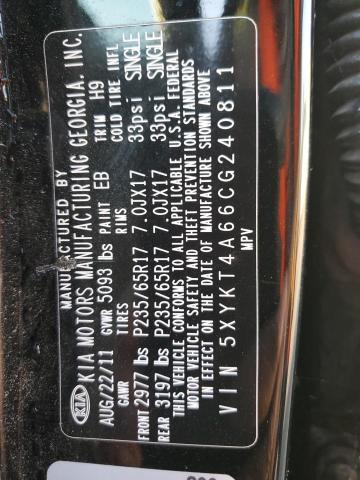 MANUFACTURED BY
KIA KIA MOTORS MANUFACTURING GEORGIA, INC.
AUG/22/11 GVWR 5093 lbs PAINT EB TRIM H9
GAWR TIRES RIMS COLD TIRE INFL
FRONT 2977 lbs P235/65R17 7.0JX17 33psi SINGLE
REAR 3197 lbs P235/65R17 7.0JX17 33psi SINGLE
THIS VEHICLE CONFORMS TO ALL APPLICABLE U.S.A. FEDERAL
MOTOR VEHICLE SAFETY AND THEFT PREVENTION STANDARDS
IN EFFECT ON THE DATE OF MANUFACTURE SHOWN ABOVE
VIN 5XYKT4A66CG240811
MPV